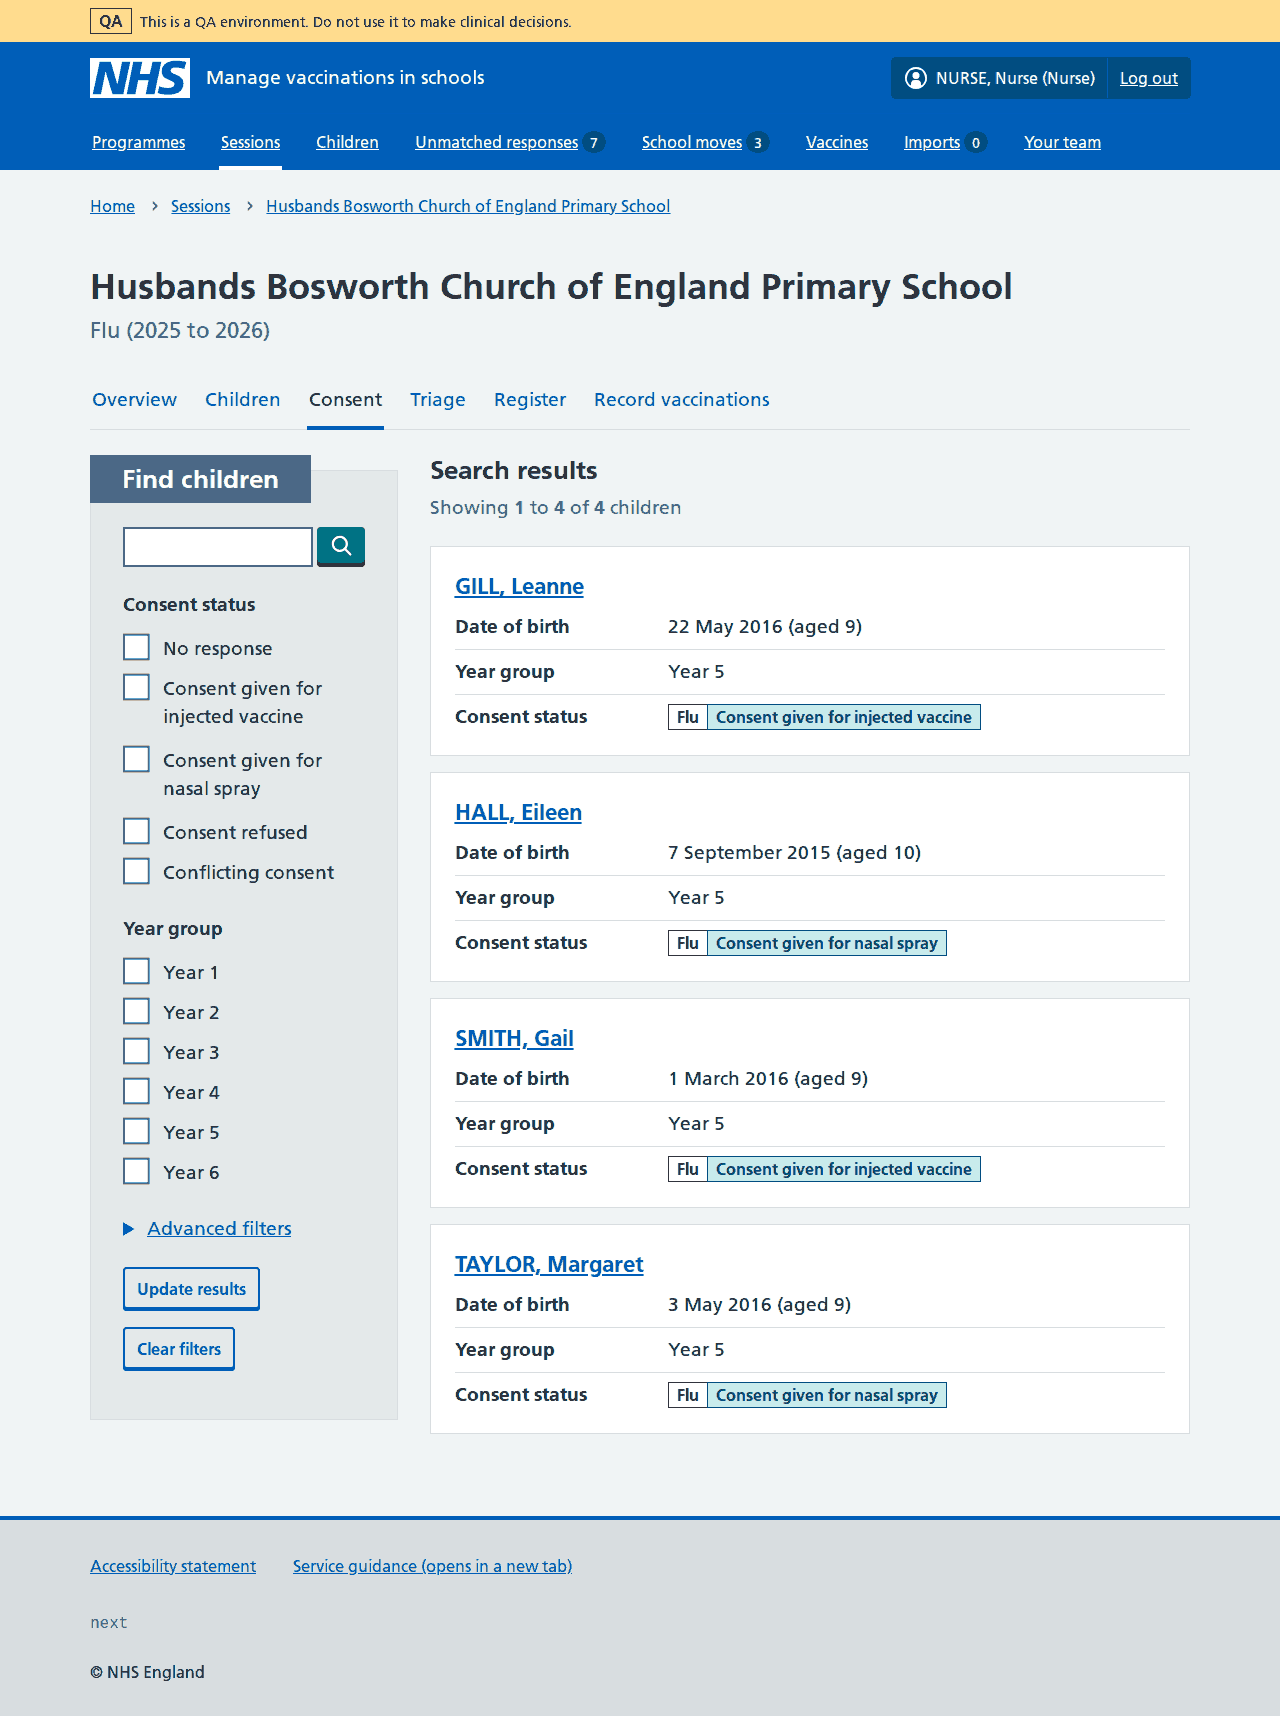 QA This is a QA environment. Do not use it to make clinical decisions.
NHS Manage vaccinations in schools NURSE, Nurse (Nurse) Log out
Programmes Sessions Children Unmatched responses 7 School moves 3 Vaccines Imports 0 Your team
Home Sessions Husbands Bosworth Church of England Primary School
Husbands Bosworth Church of England Primary School
Flu (2025 to 2026)
Overview Children Consent Triage Register Record vaccinations
Find children
Consent status
No response
Consent given for
injected vaccine
Consent given for
nasal spray
Consent refused
Conflicting consent
Year group
Year 1
Year 2
Year 3
Year 4
Year 5
Year 6
Advanced filters
Update results
Clear filters
Search results
Showing 1 to 4 of 4 children
GILL, Leanne
Date of birth 22 May 2016 (aged 9)
Year group Year 5
Consent status Flu Consent given for injected vaccine
HALL, Eileen
Date of birth 7 September 2015 (aged 10)
Year group Year 5
Consent status Flu Consent given for nasal spray
SMITH, Gail
Date of birth 1 March 2016 (aged 9)
Year group Year 5
Consent status Flu Consent given for injected vaccine
TAYLOR, Margaret
Date of birth 3 May 2016 (aged 9)
Year group Year 5
Consent status Flu Consent given for nasal spray
Accessibility statement Service guidance (opens in a new tab)
next
© NHS England